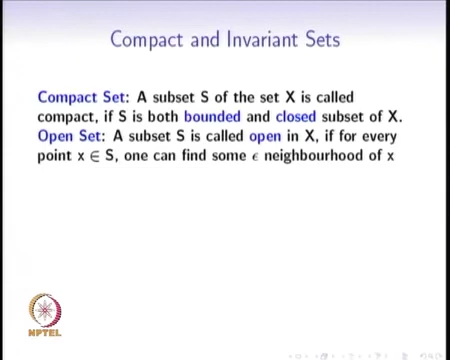 Compact and Invariant Sets
Compact Set: A subset S of the set X is called
compact, if S is both bounded and closed subset of X.
Open Set: A subset S is called open in X, if for every
point x ∈ S, one can find some ϵ neighbourhood of x
NPTEL